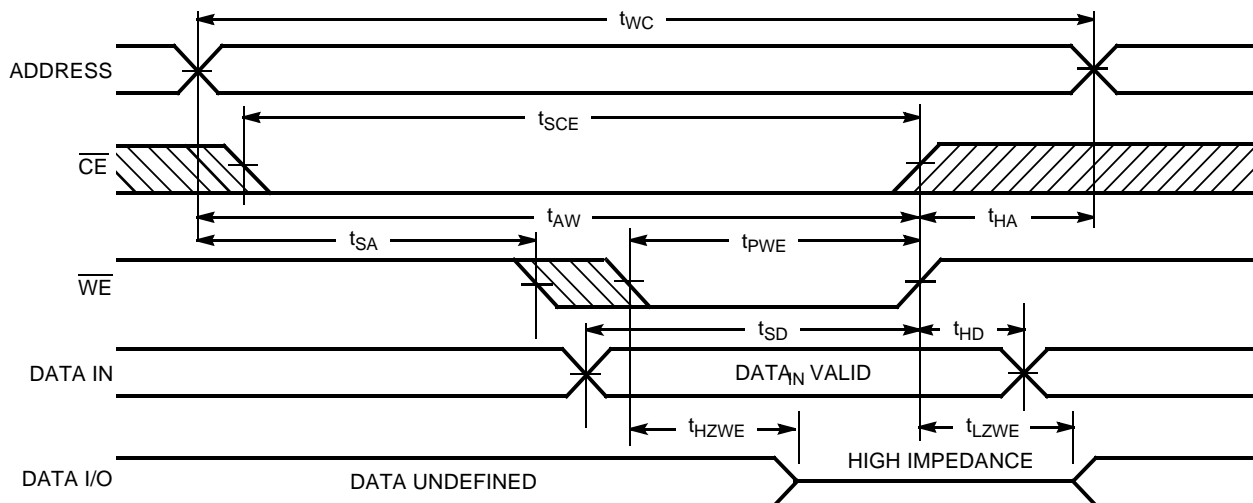 tWC
ADDRESS
tSCE
CE
tAW
tHA
tSA
tPWE
WE
tSD
tHD
DATA IN
DATAIN VALID
tHZWE
tLZWE
HIGH IMPEDANCE
DATA I/O
DATA UNDEFINED